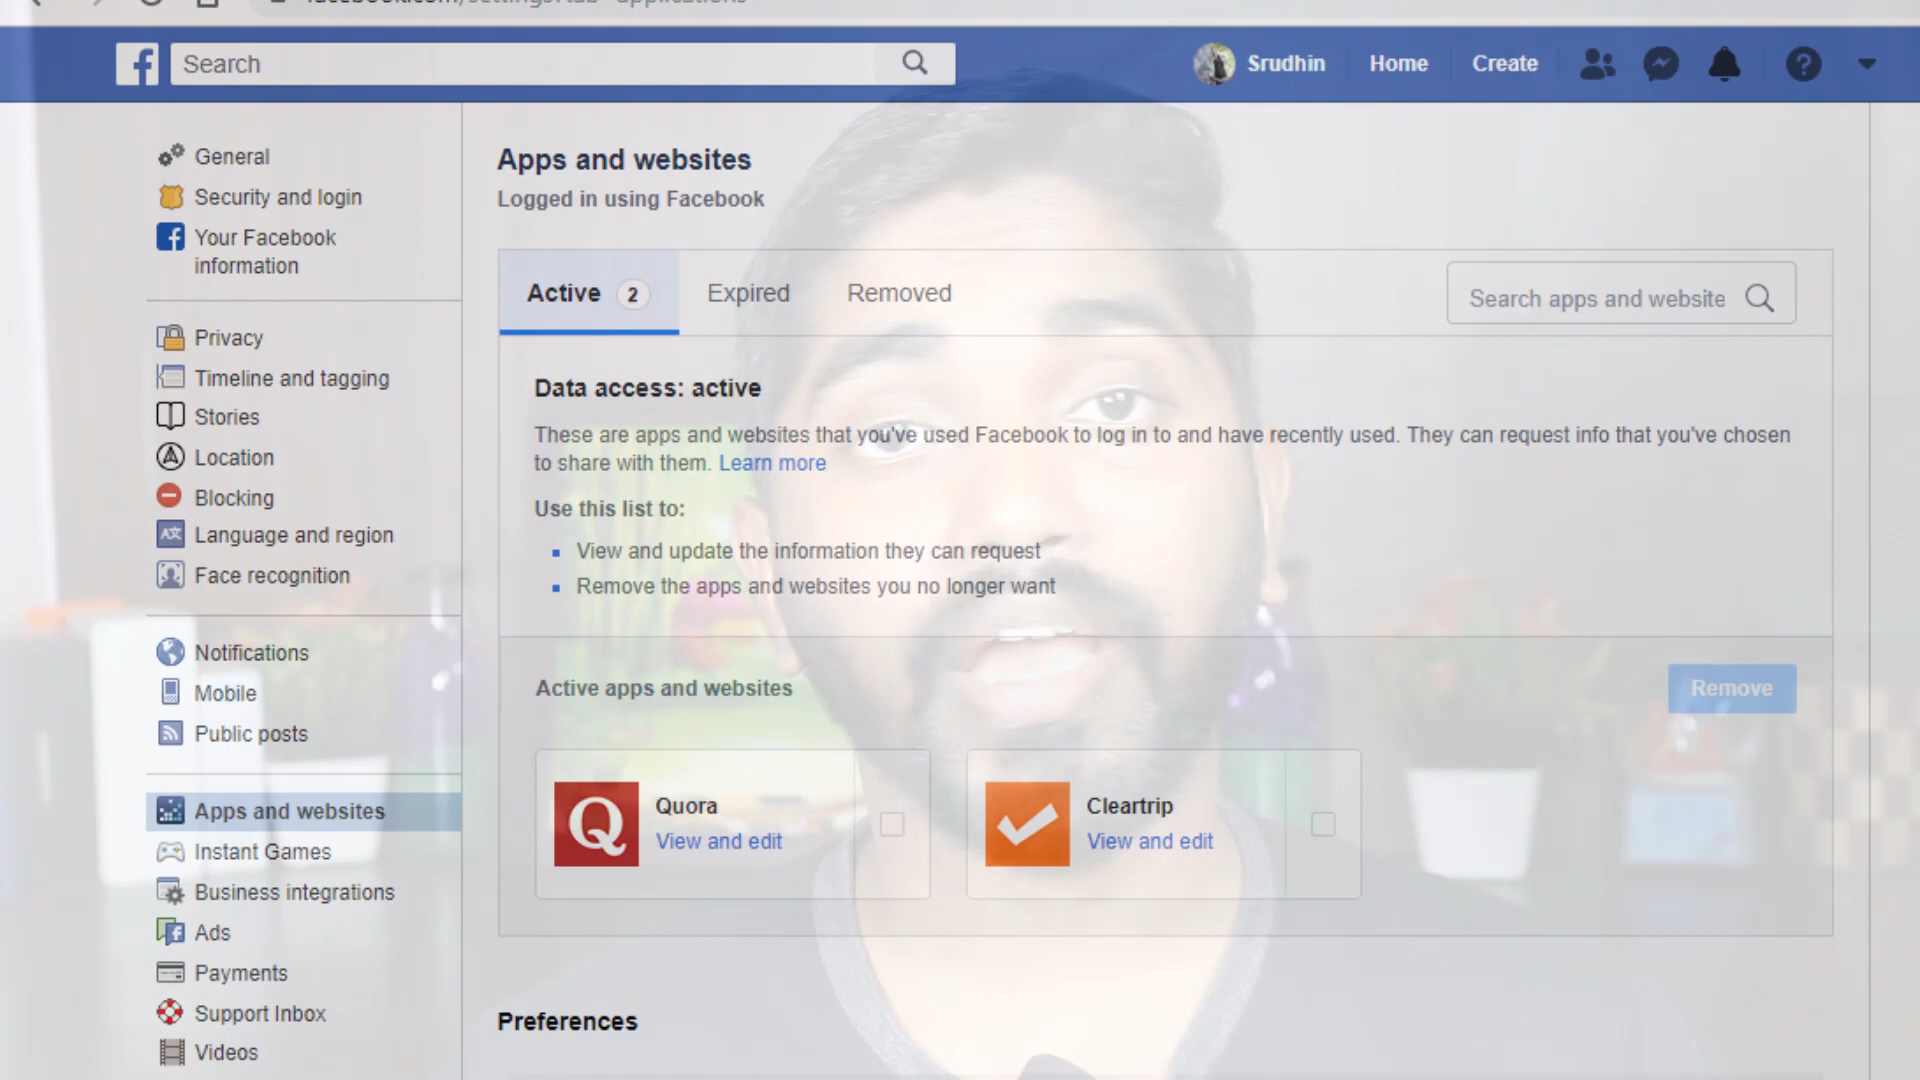 Search
Srudhin
Home
Create
General
Security and login
Your Facebook
information
Privacy
Timeline and tagging
Stories
Location
Blocking
Language and region
Face recognition
Notifications
Mobile
Public posts
Apps and websites
Instant Games
Business integrations
Ads
Payments
Support Inbox
Videos
Apps and websites
Logged in using Facebook
Active 2
Expired
Removed
Search apps and website
Data access: active
These are apps and websites that you've used Facebook to log in to and have recently used. They can request info that you've chosen
to share with them. Learn more
Use this list to:
View and update the information they can request
Remove the apps and websites you no longer want
Active apps and websites
Remove
Quora
View and edit
Cleartrip
View and edit
Preferences